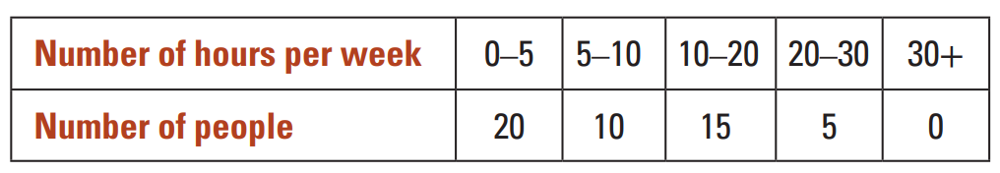 Number of hours per week 0–5 5–10 10–20 20–30 30+
Number of people 20 10 15 5 0